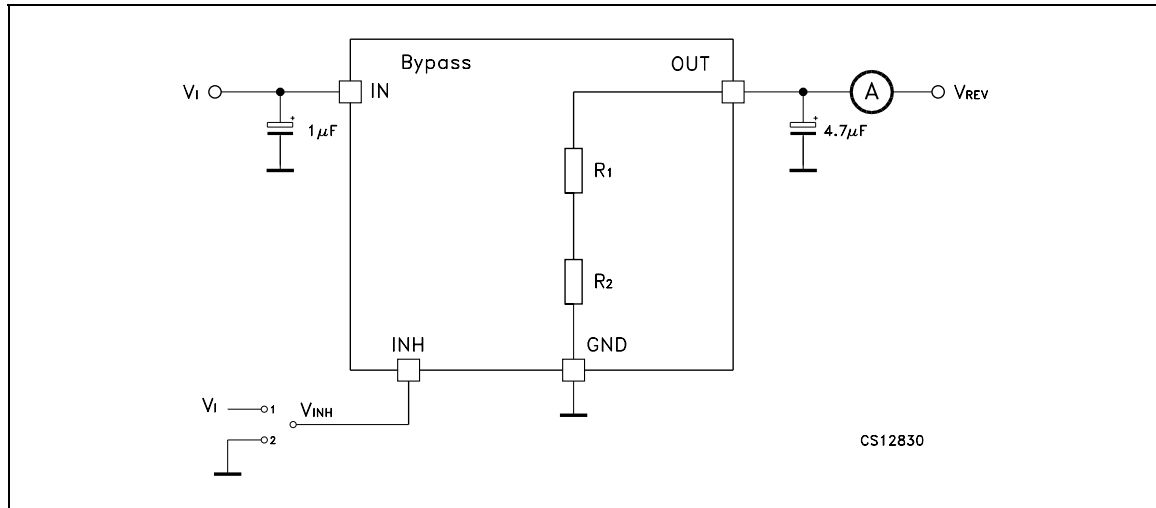 Bypass
OUT
VI
IN
A
VREV
1μF
4.7μF
R1
R2
INH
GND
VI
1
VINH
2
CS12830